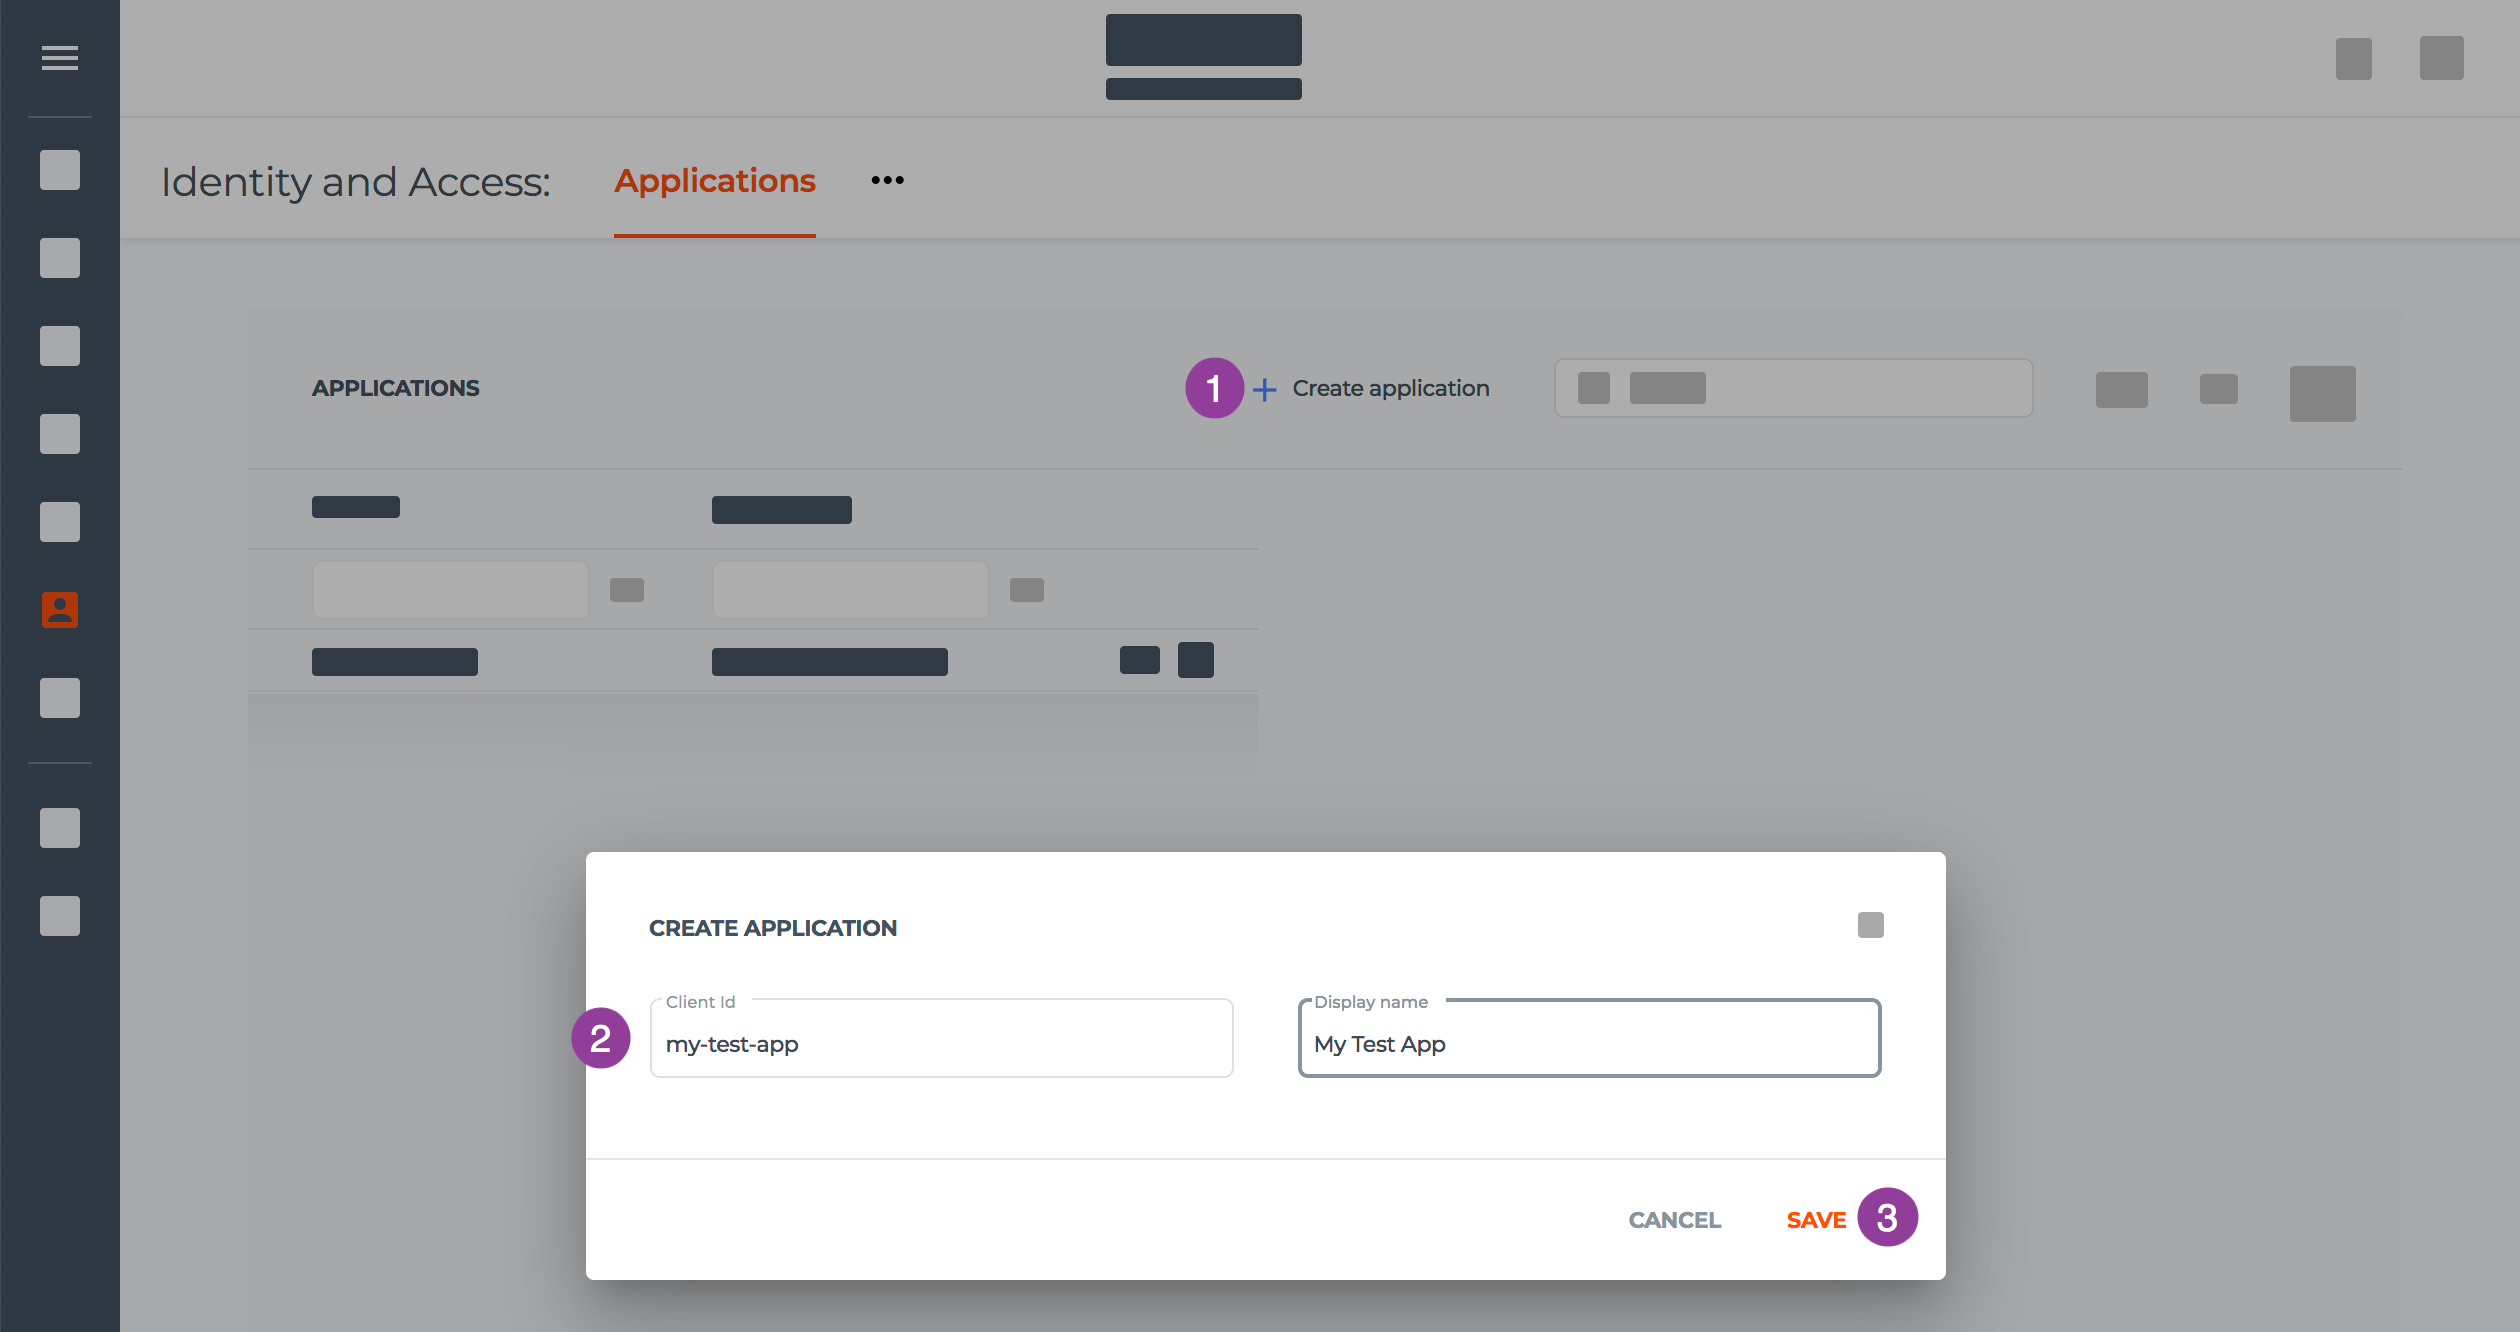 Identity and Access: Applications •••
APPLICATIONS
1 + Create application
CREATE APPLICATION
Client Id
Display name
2 my-test-app
My Test App
CANCEL SAVE 3